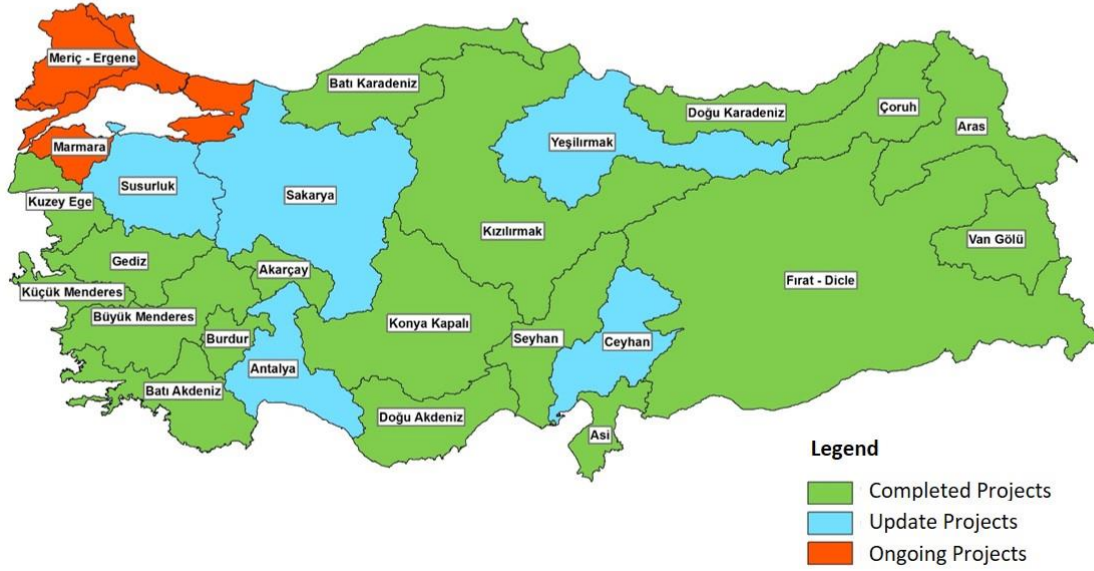 Meriç - Ergene
Batı Karadeniz
Doğu Karadeniz
Çoruh
Aras
Marmara
Yeşilırmak
Susurluk
Sakarya
Kuzey Ege
Kızılırmak
Van Gölü
Gediz
Akarçay
Fırat - Dicle
Küçük Menderes
Büyük Menderes
Konya Kapalı
Burdur
Seyhan
Ceyhan
Antalya
Batı Akdeniz
Doğu Akdeniz
Asi
Legend
Completed Projects
Update Projects
Ongoing Projects